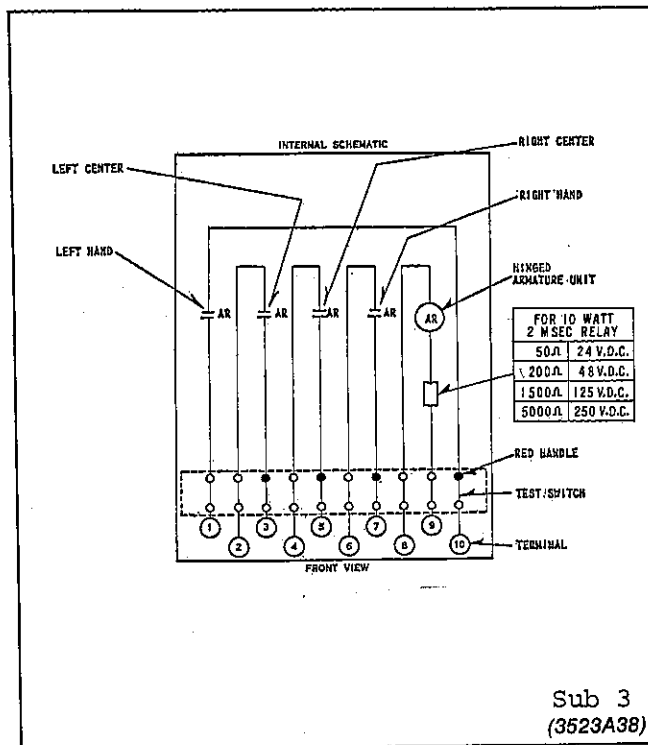 INTERNAL SCHEMATIC
RIGHT CENTER
LEFT CENTER
RIGHT HAND
LEFT HAND
HINGED
ARMATURE UNIT
AR
AR
AR
AR
AR
FOR 10 WATT
2 MSEC RELAY
50Ω 24 V.D.C.
200Ω 48 V.D.C.
1500Ω 125 V.D.C.
5000Ω 250 V.D.C.
RED HANDLE
TEST SWITCH
1 3 5 7 9
2 4 6 8 10
TERMINAL
FRONT VIEW
Sub 3
(3523A38)